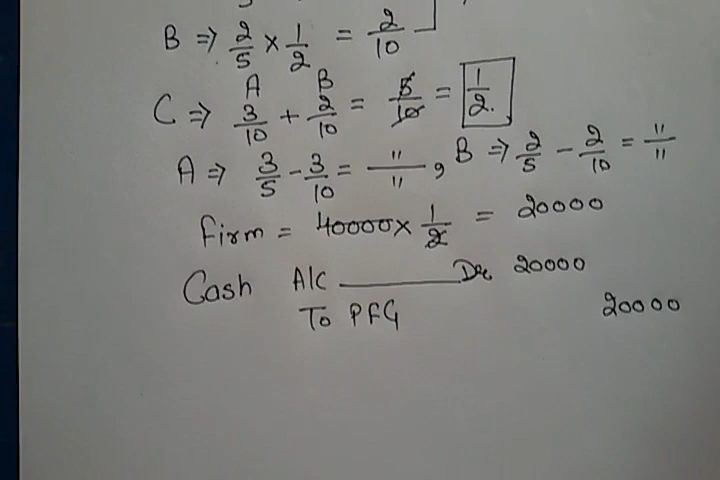 B ⇒ 2/5 × 1/2 = 2/10
A B
C ⇒ 3/10 + 2/10 = 5/10 = 1/2.
A ⇒ 3/5 - 3/10 = "/" , B ⇒ 2/5 - 2/10 = "/"
firm = 40000 × 1/2 = 20000
Cash A/C ———— Dr 20000
To PFG 20000